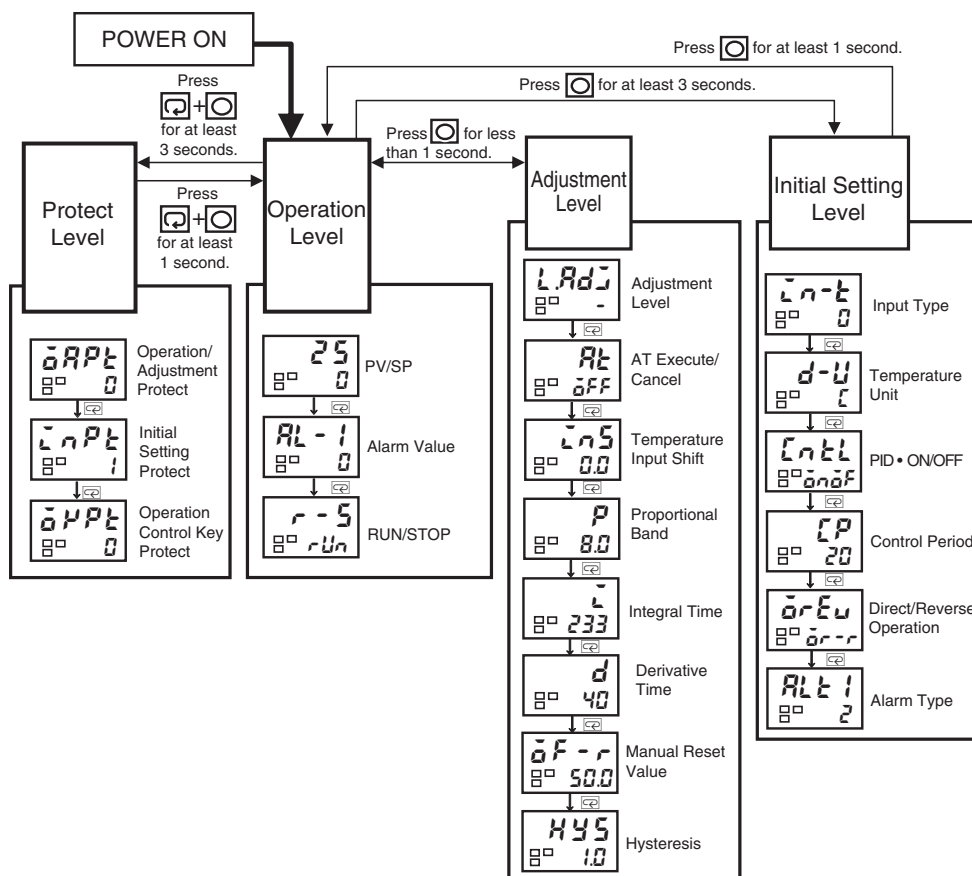 POWER ON
Press
for at least
3 seconds.
Press
for at least
1 second.
Press for at least 1 second.
Press for at least 3 seconds.
Press for less
than 1 second.
Protect
Level
Operation
Level
Adjustment
Level
Initial Setting
Level
oAPt
0
Operation/
Adjustment
Protect
inPt
1
Initial
Setting
Protect
oKPt
0
Operation
Control Key
Protect
25
0
PV/SP
AL-1
0
Alarm Value
r-S
rUn
RUN/STOP
L.AdJ
-
Adjustment
Level
At
oFF
AT Execute/
Cancel
inS
0.0
Temperature
Input Shift
P
8.0
Proportional
Band
i
233
Integral Time
d
40
Derivative
Time
oF-r
50.0
Manual Reset
Value
HYS
1.0
Hysteresis
in-t
0
Input Type
d-U
C
Temperature
Unit
CntL
onoF
PID • ON/OFF
CP
20
Control Period
orEv
or-r
Direct/Reverse
Operation
ALt1
2
Alarm Type